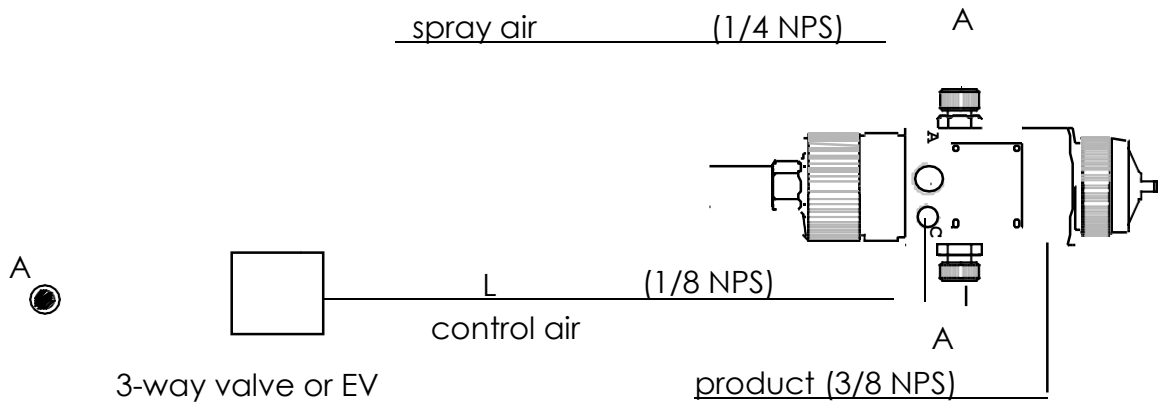 spray air (1/4 NPS) A
A
C
A
L (1/8 NPS)
control air
A
3-way valve or EV
product (3/8 NPS)